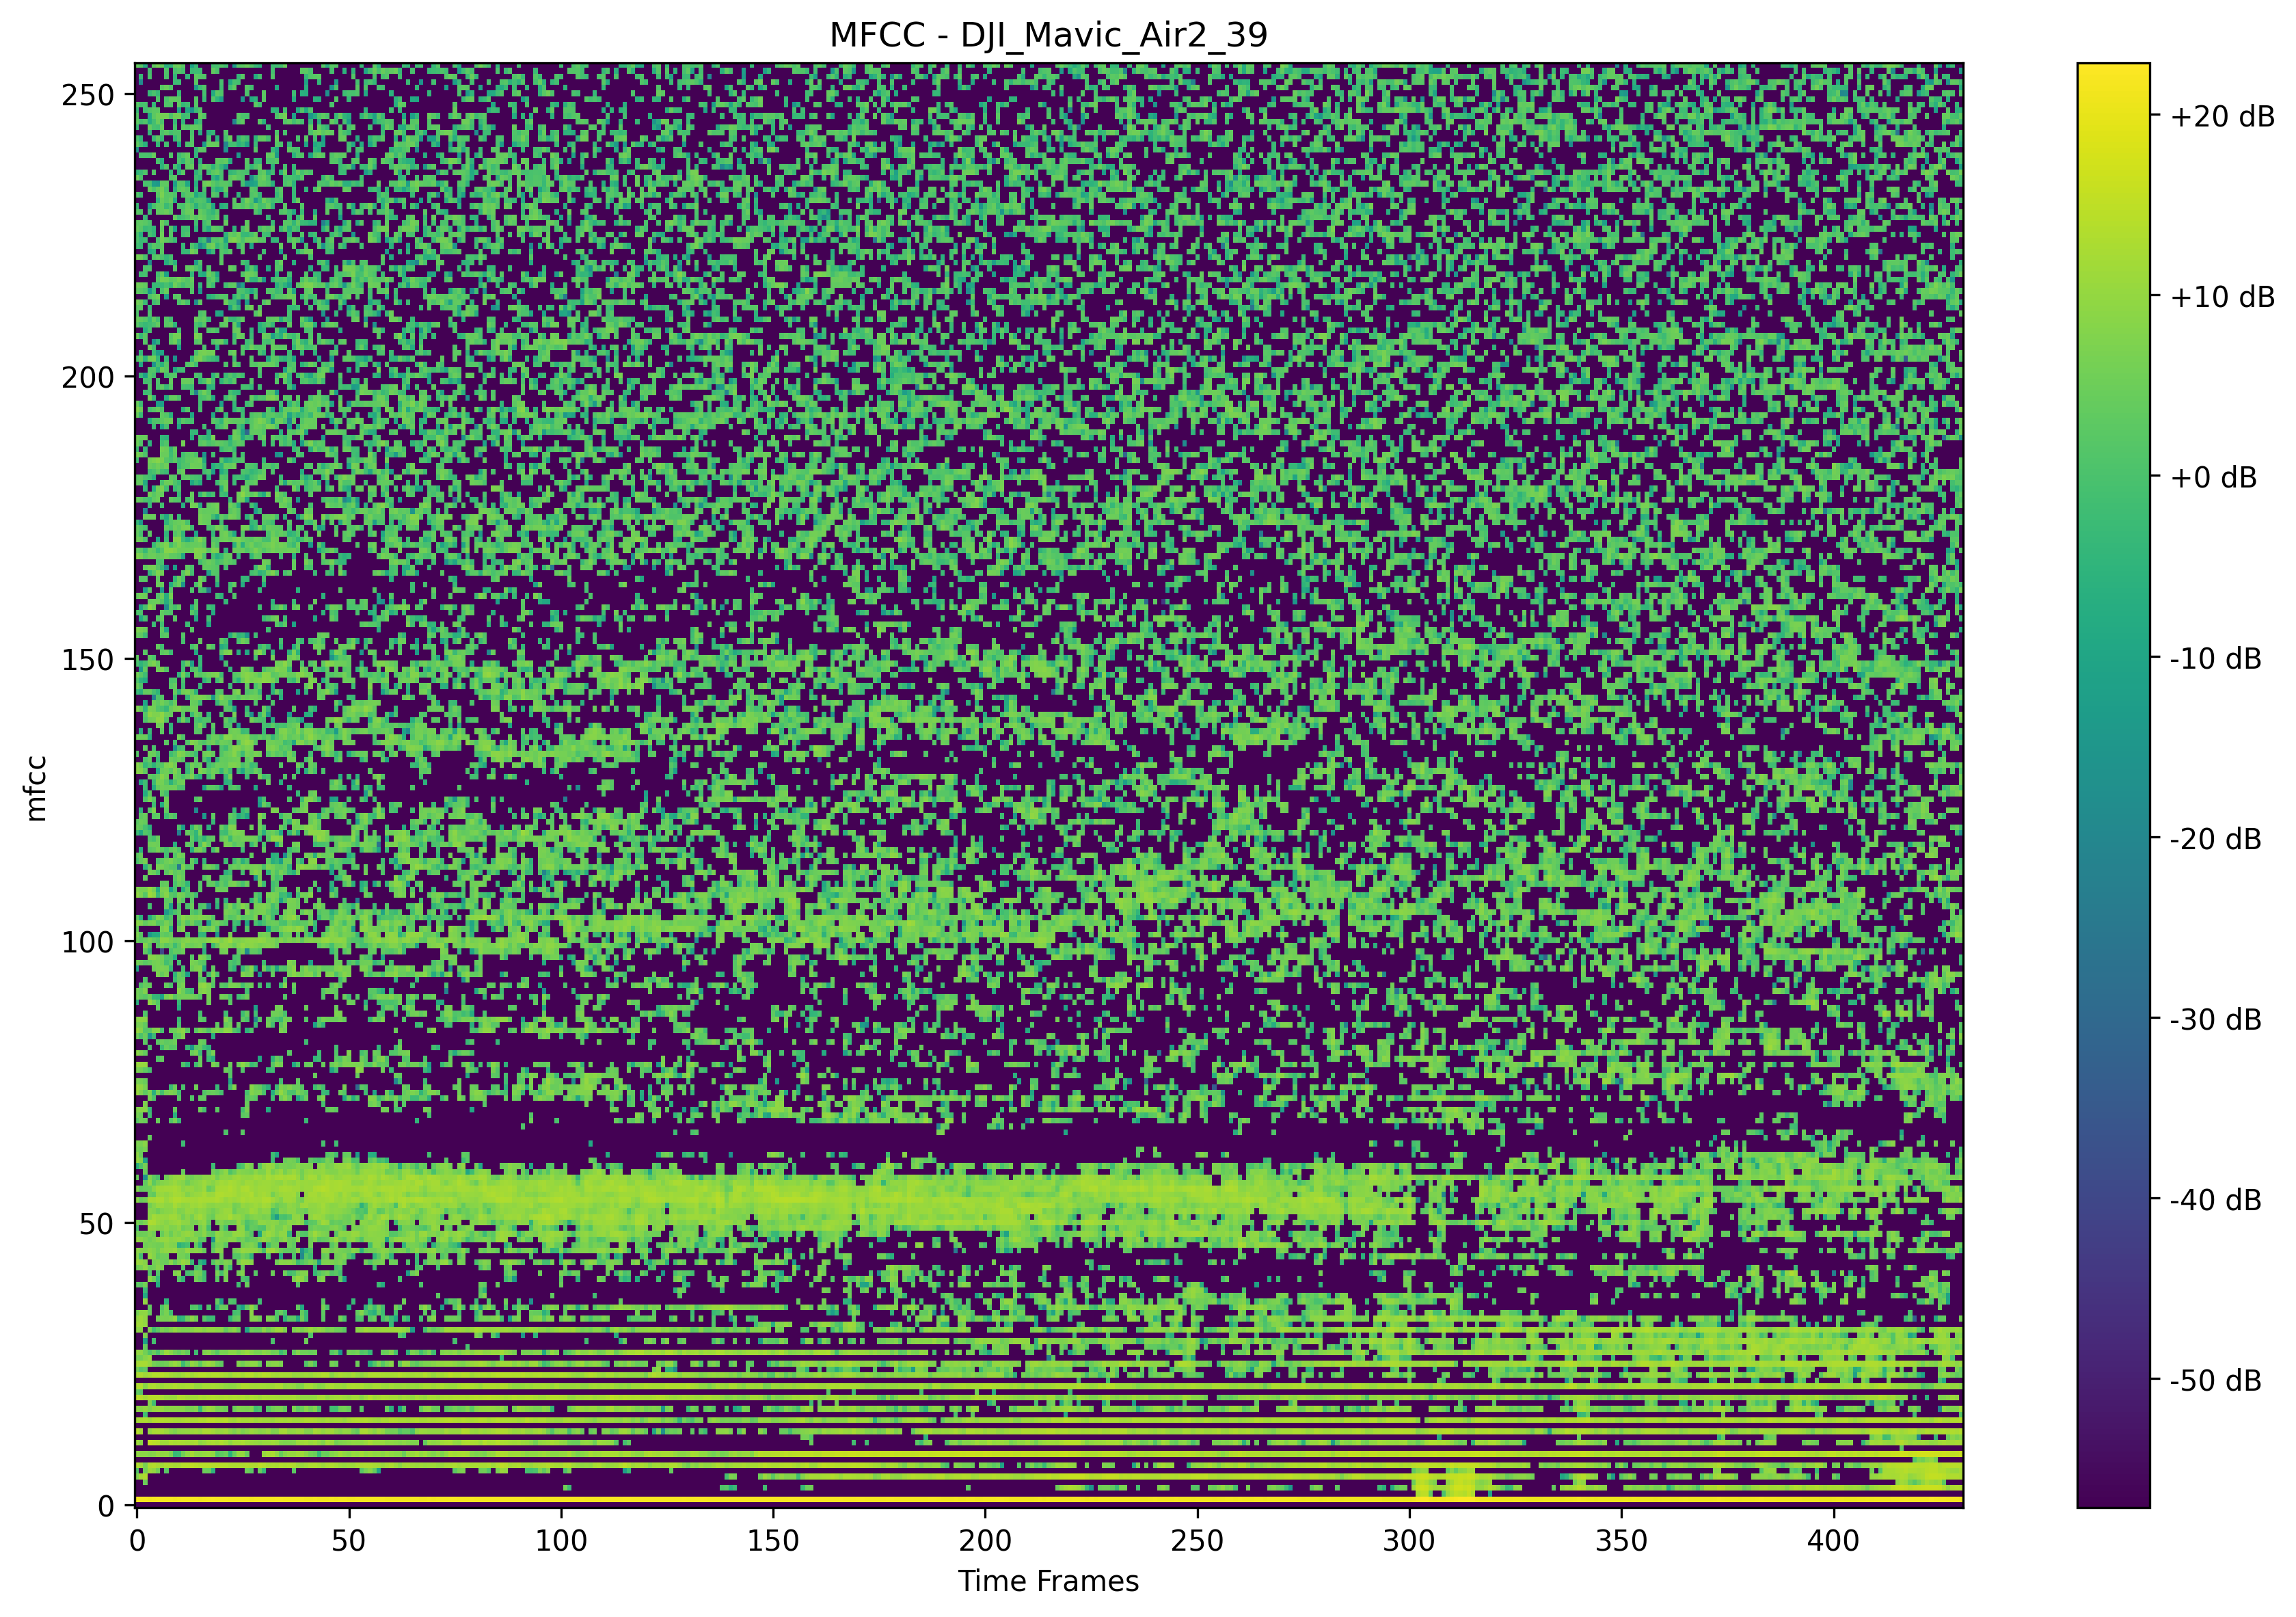 MFCC - DJI_Mavic_Air2_39
250
200
150
100
50
0
mfcc
0 50 100 150 200 250 300 350 400
Time Frames
+20 dB
+10 dB
+0 dB
-10 dB
-20 dB
-30 dB
-40 dB
-50 dB